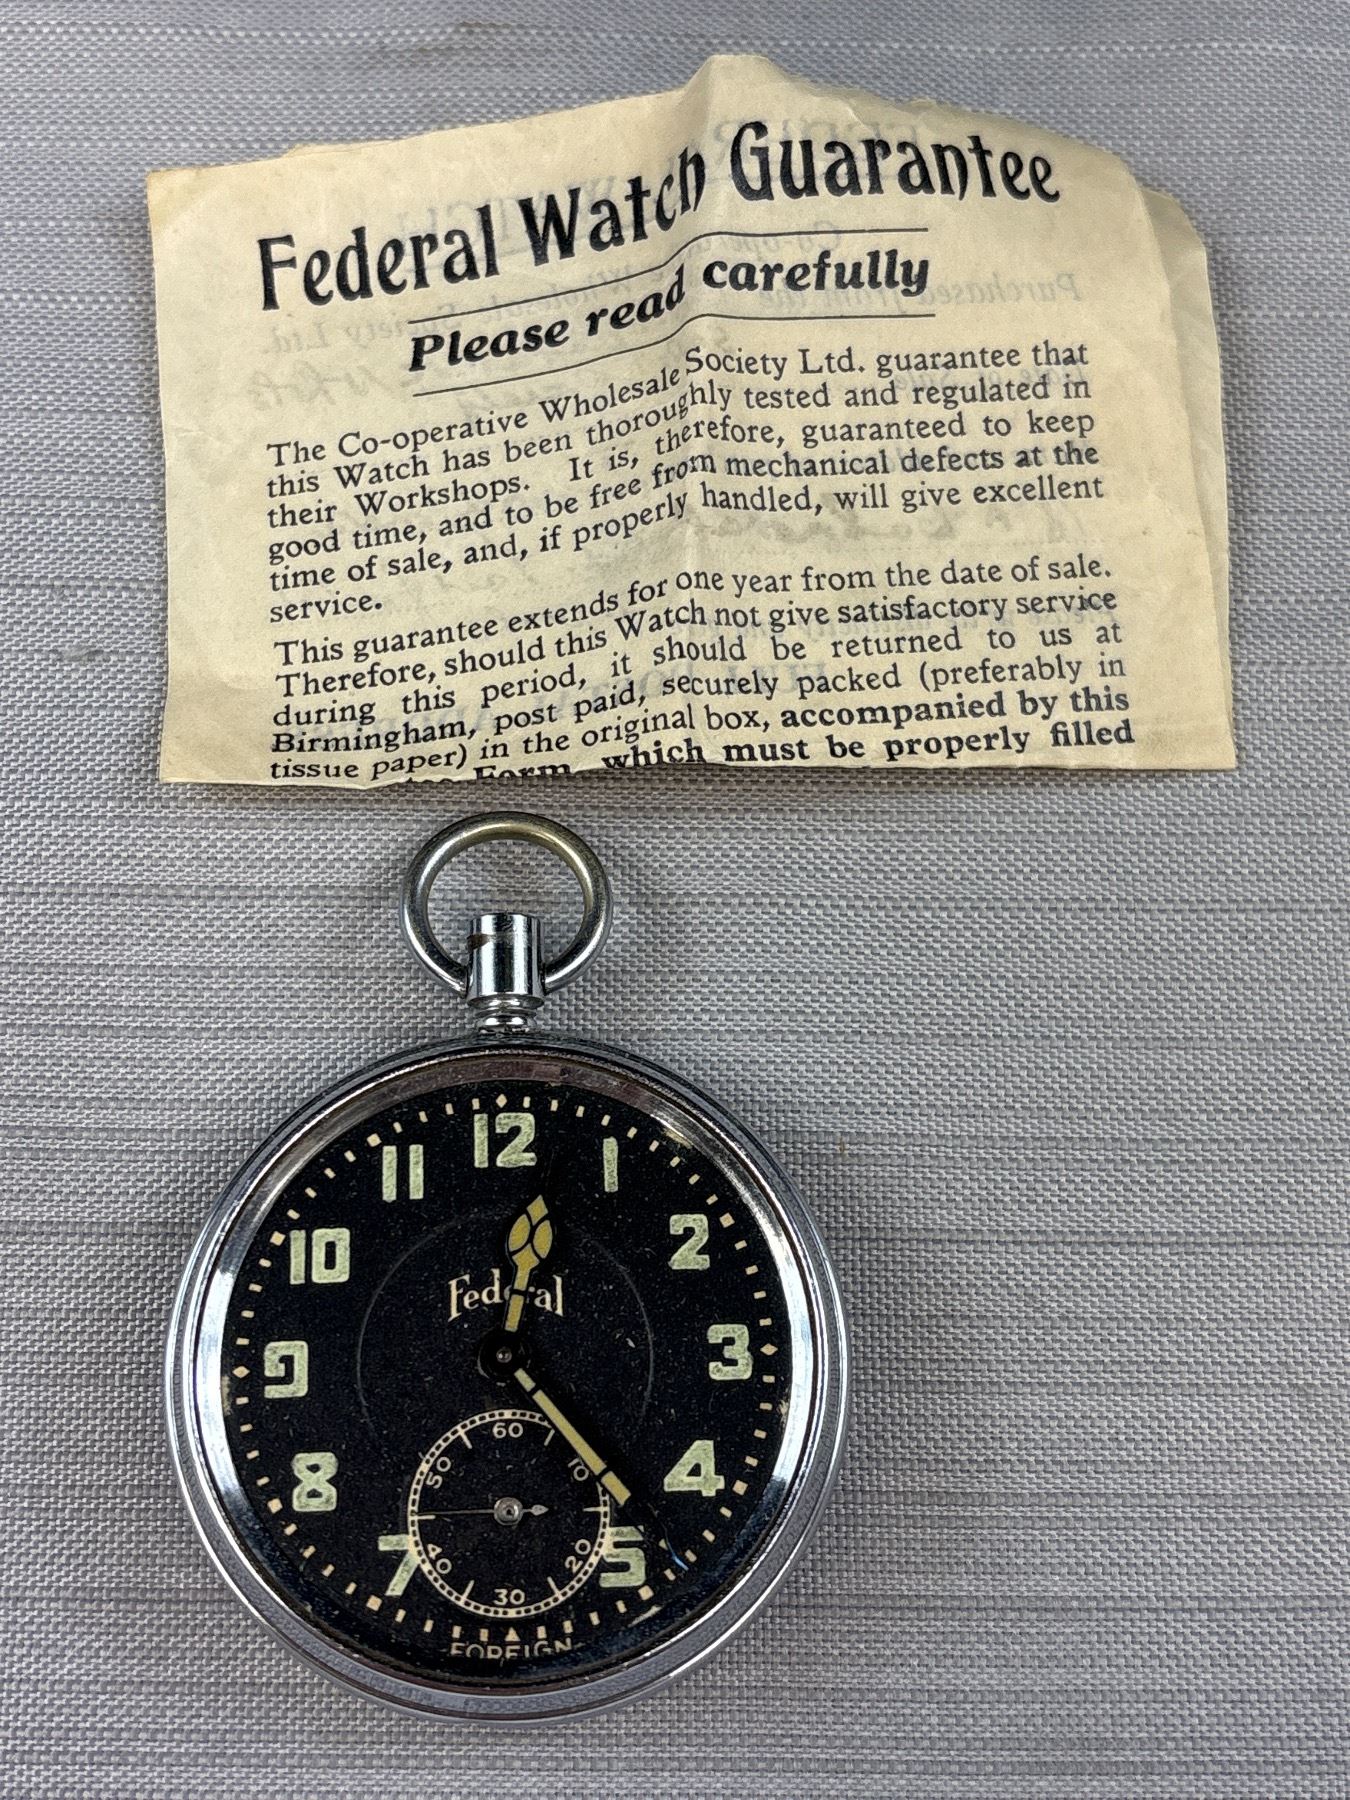 Federal Watch Guarantee
Please read carefully
The Co-operative Wholesale Society Ltd. guarantee that
this Watch has been thoroughly tested and regulated in
their Workshops. It is, therefore, guaranteed to keep
good time, and to be free from mechanical defects at the
time of sale, and, if properly handled, will give excellent
service.
This guarantee extends for one year from the date of sale.
Therefore, should this Watch not give satisfactory service
during this period, it should be returned to us at
Birmingham, post paid, securely packed (preferably in
tissue paper) in the original box, accompanied by this
Form, which must be properly filled
12
11 1
10 2
Federal
9 3
60
50 10
8 4
40 20
7 5
30
FOREIGN